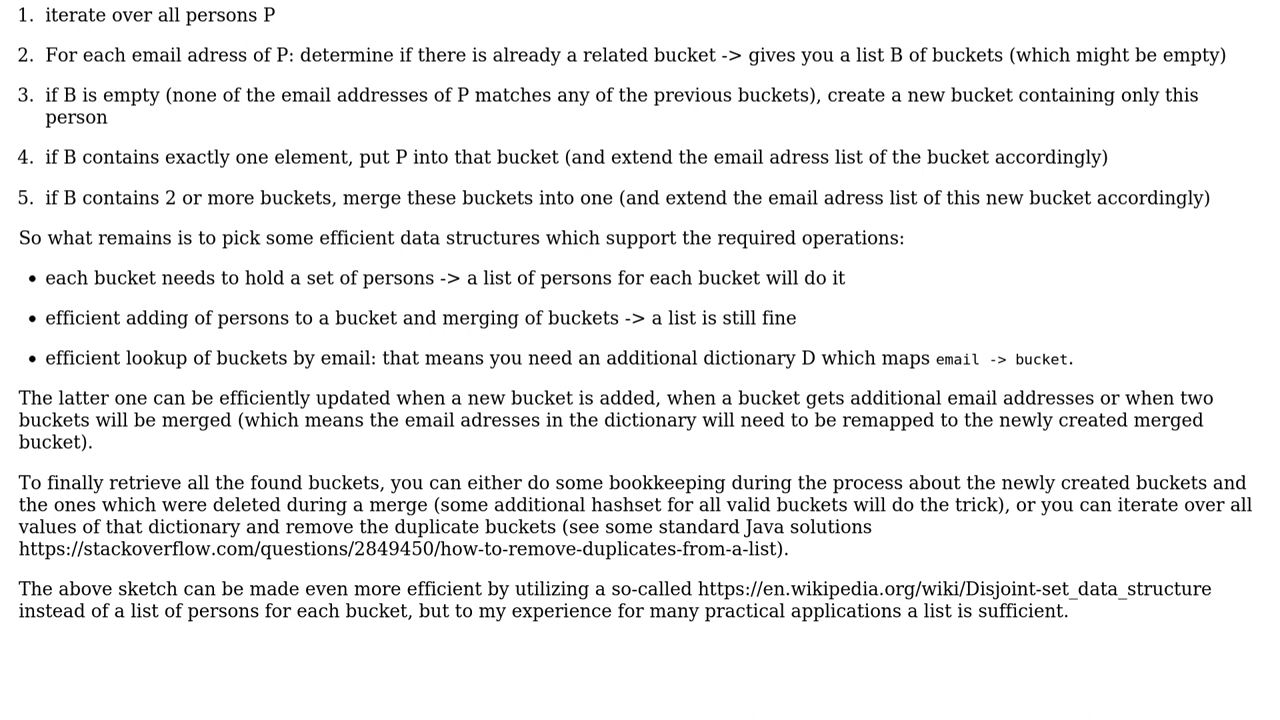 1. iterate over all persons P
2. For each email adress of P: determine if there is already a related bucket -> gives you a list B of buckets (which might be empty)
3. if B is empty (none of the email addresses of P matches any of the previous buckets), create a new bucket containing only this
person
4. if B contains exactly one element, put P into that bucket (and extend the email adress list of the bucket accordingly)
5. if B contains 2 or more buckets, merge these buckets into one (and extend the email adress list of this new bucket accordingly)
So what remains is to pick some efficient data structures which support the required operations:
• each bucket needs to hold a set of persons -> a list of persons for each bucket will do it
• efficient adding of persons to a bucket and merging of buckets -> a list is still fine
• efficient lookup of buckets by email: that means you need an additional dictionary D which maps email -> bucket.
The latter one can be efficiently updated when a new bucket is added, when a bucket gets additional email addresses or when two
buckets will be merged (which means the email adresses in the dictionary will need to be remapped to the newly created merged
bucket).
To finally retrieve all the found buckets, you can either do some bookkeeping during the process about the newly created buckets and
the ones which were deleted during a merge (some additional hashset for all valid buckets will do the trick), or you can iterate over all
values of that dictionary and remove the duplicate buckets (see some standard Java solutions
https://stackoverflow.com/questions/2849450/how-to-remove-duplicates-from-a-list).
The above sketch can be made even more efficient by utilizing a so-called https://en.wikipedia.org/wiki/Disjoint-set_data_structure
instead of a list of persons for each bucket, but to my experience for many practical applications a list is sufficient.